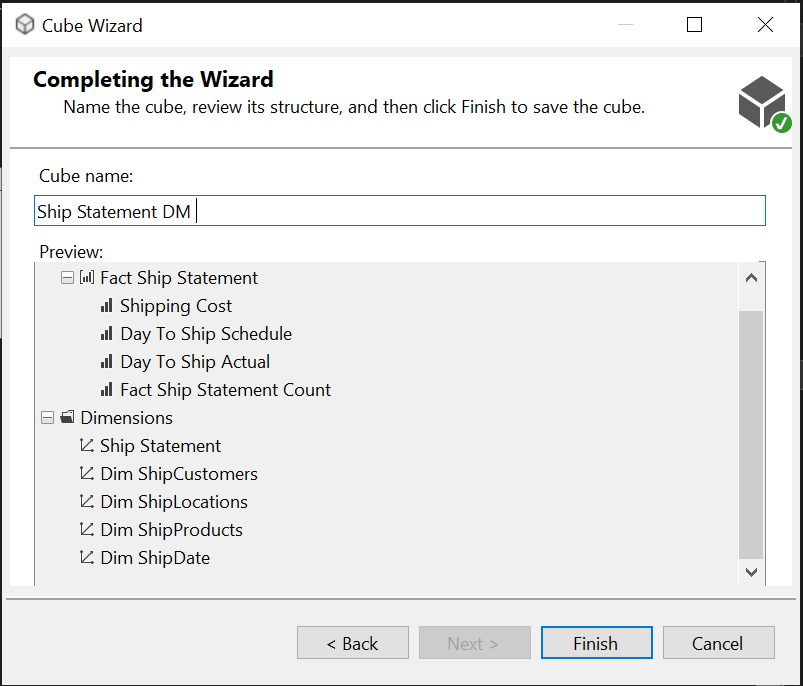 Cube Wizard
Completing the Wizard
Name the cube, review its structure, and then click Finish to save the cube.
Cube name:
Ship Statement DM
Preview:
Fact Ship Statement
Shipping Cost
Day To Ship Schedule
Day To Ship Actual
Fact Ship Statement Count
Dimensions
Ship Statement
Dim ShipCustomers
Dim ShipLocations
Dim ShipProducts
Dim ShipDate
< Back Next > Finish Cancel